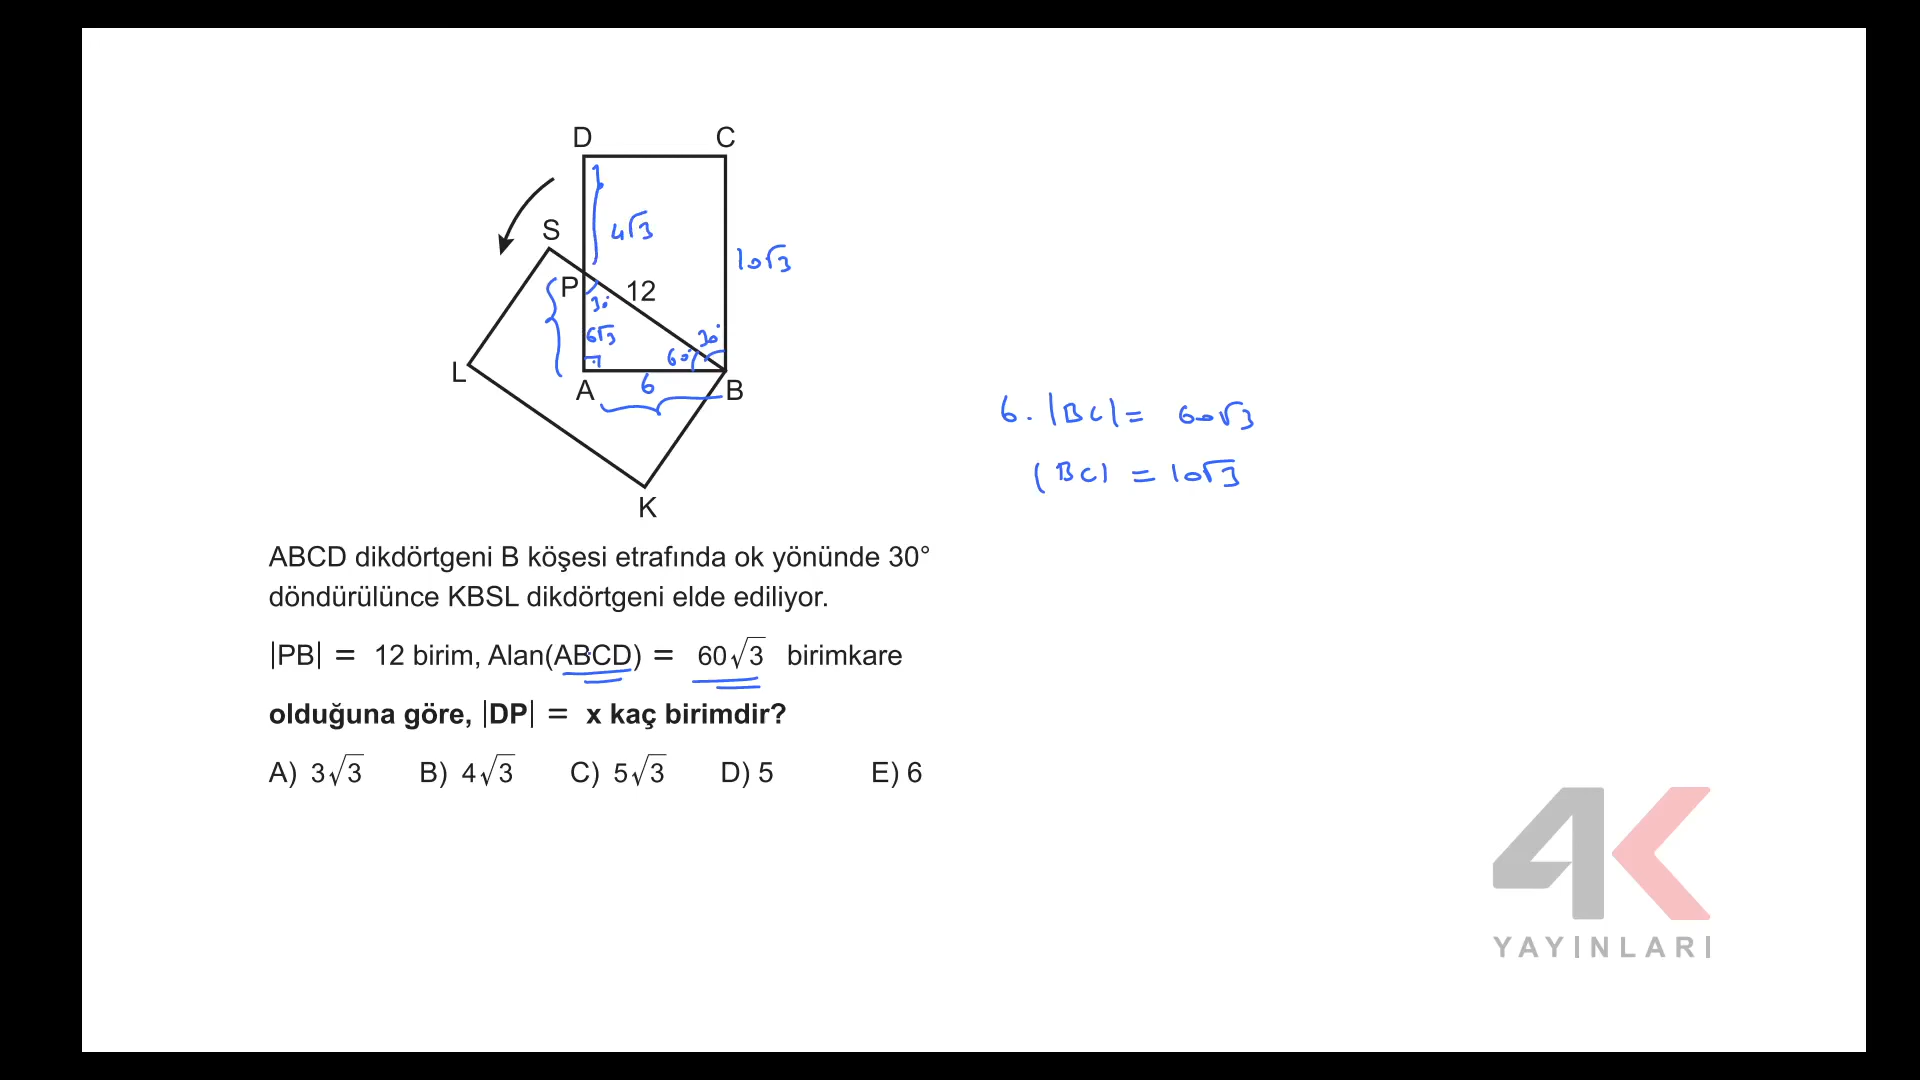 D C
S
4√3
10√3
P 12
30°
6√3
30°
60°
L
A 6 B
K
6. |BC| = 60√3
|BC| = 10√3
ABCD dikdörtgeni B köşesi etrafında ok yönünde 30°
döndürülünce KBSL dikdörtgeni elde ediliyor.
|PB| = 12 birim, Alan(ABCD) = 60√3 birimkare
olduğuna göre, |DP| = x kaç birimdir?
A) 3√3 B) 4√3 C) 5√3 D) 5 E) 6
4K
YAYINLARI